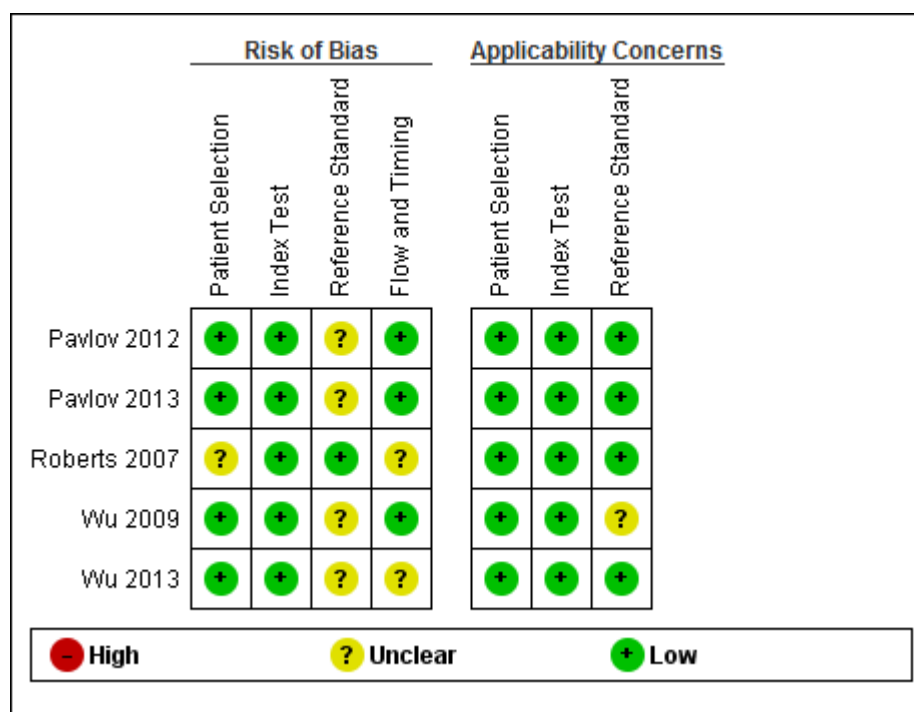 Risk of Bias Applicability Concerns
Patient Selection
Index Test
Reference Standard
Flow and Timing
Patient Selection
Index Test
Reference Standard
Pavlov 2012 + + ? + + + +
Pavlov 2013 + + ? + + + +
Roberts 2007 ? + + ? + + +
Wu 2009 + + ? + + + ?
Wu 2013 + + ? ? + + +
- High ? Unclear + Low